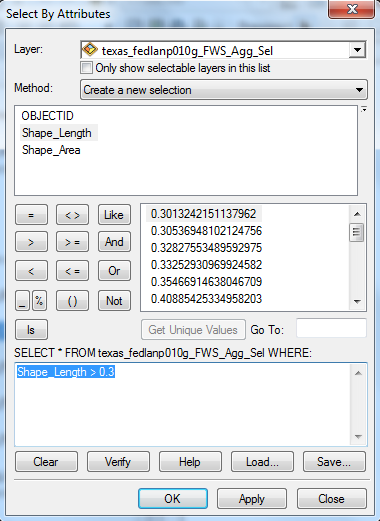 Select By Attributes
Layer: texas_fedlanp010g_FWS_Agg_Sel
Only show selectable layers in this list
Method: Create a new selection
OBJECTID
Shape_Length
Shape_Area
= < > Like
> > = And
< < = Or
_ % ( ) Not
Is
0.3013242151137962
0.30536948102124756
0.32827553489592975
0.33252930969924582
0.35466914638046709
0.40885425334958203
Get Unique Values Go To:
SELECT * FROM texas_fedlanp010g_FWS_Agg_Sel WHERE:
Shape_Length > 0.3
Clear Verify Help Load... Save...
OK Apply Close